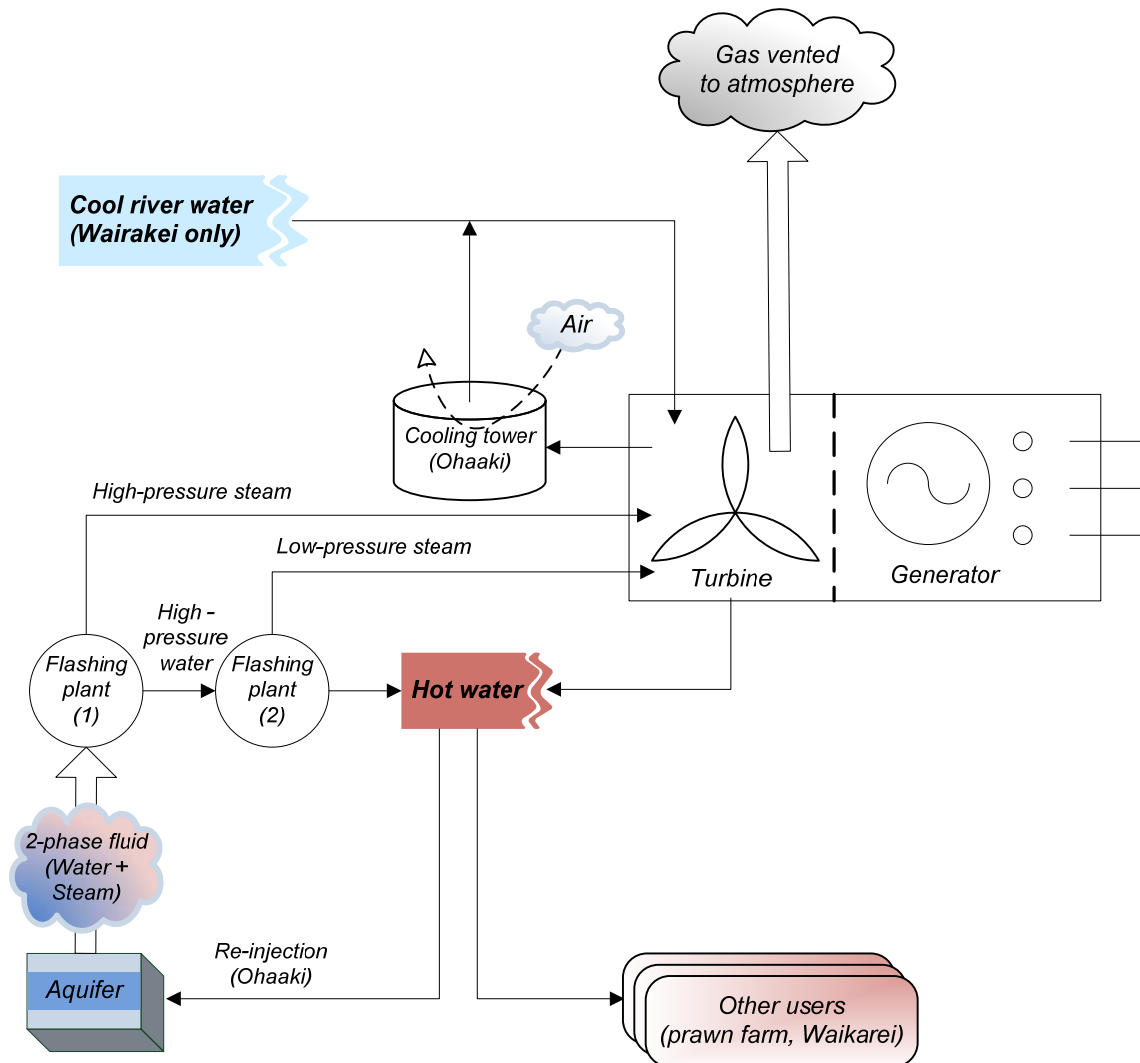 Gas vented
to atmosphere
Cool river water
(Wairakei only)
Air
Cooling tower
(Ohaaki)
High-pressure steam
Low-pressure steam
Turbine
Generator
High -
pressure
water
Flashing
plant
(1)
Flashing
plant
(2)
Hot water
2-phase fluid
(Water +
Steam)
Re-injection
(Ohaaki)
Aquifer
Other users
(prawn farm, Waikarei)